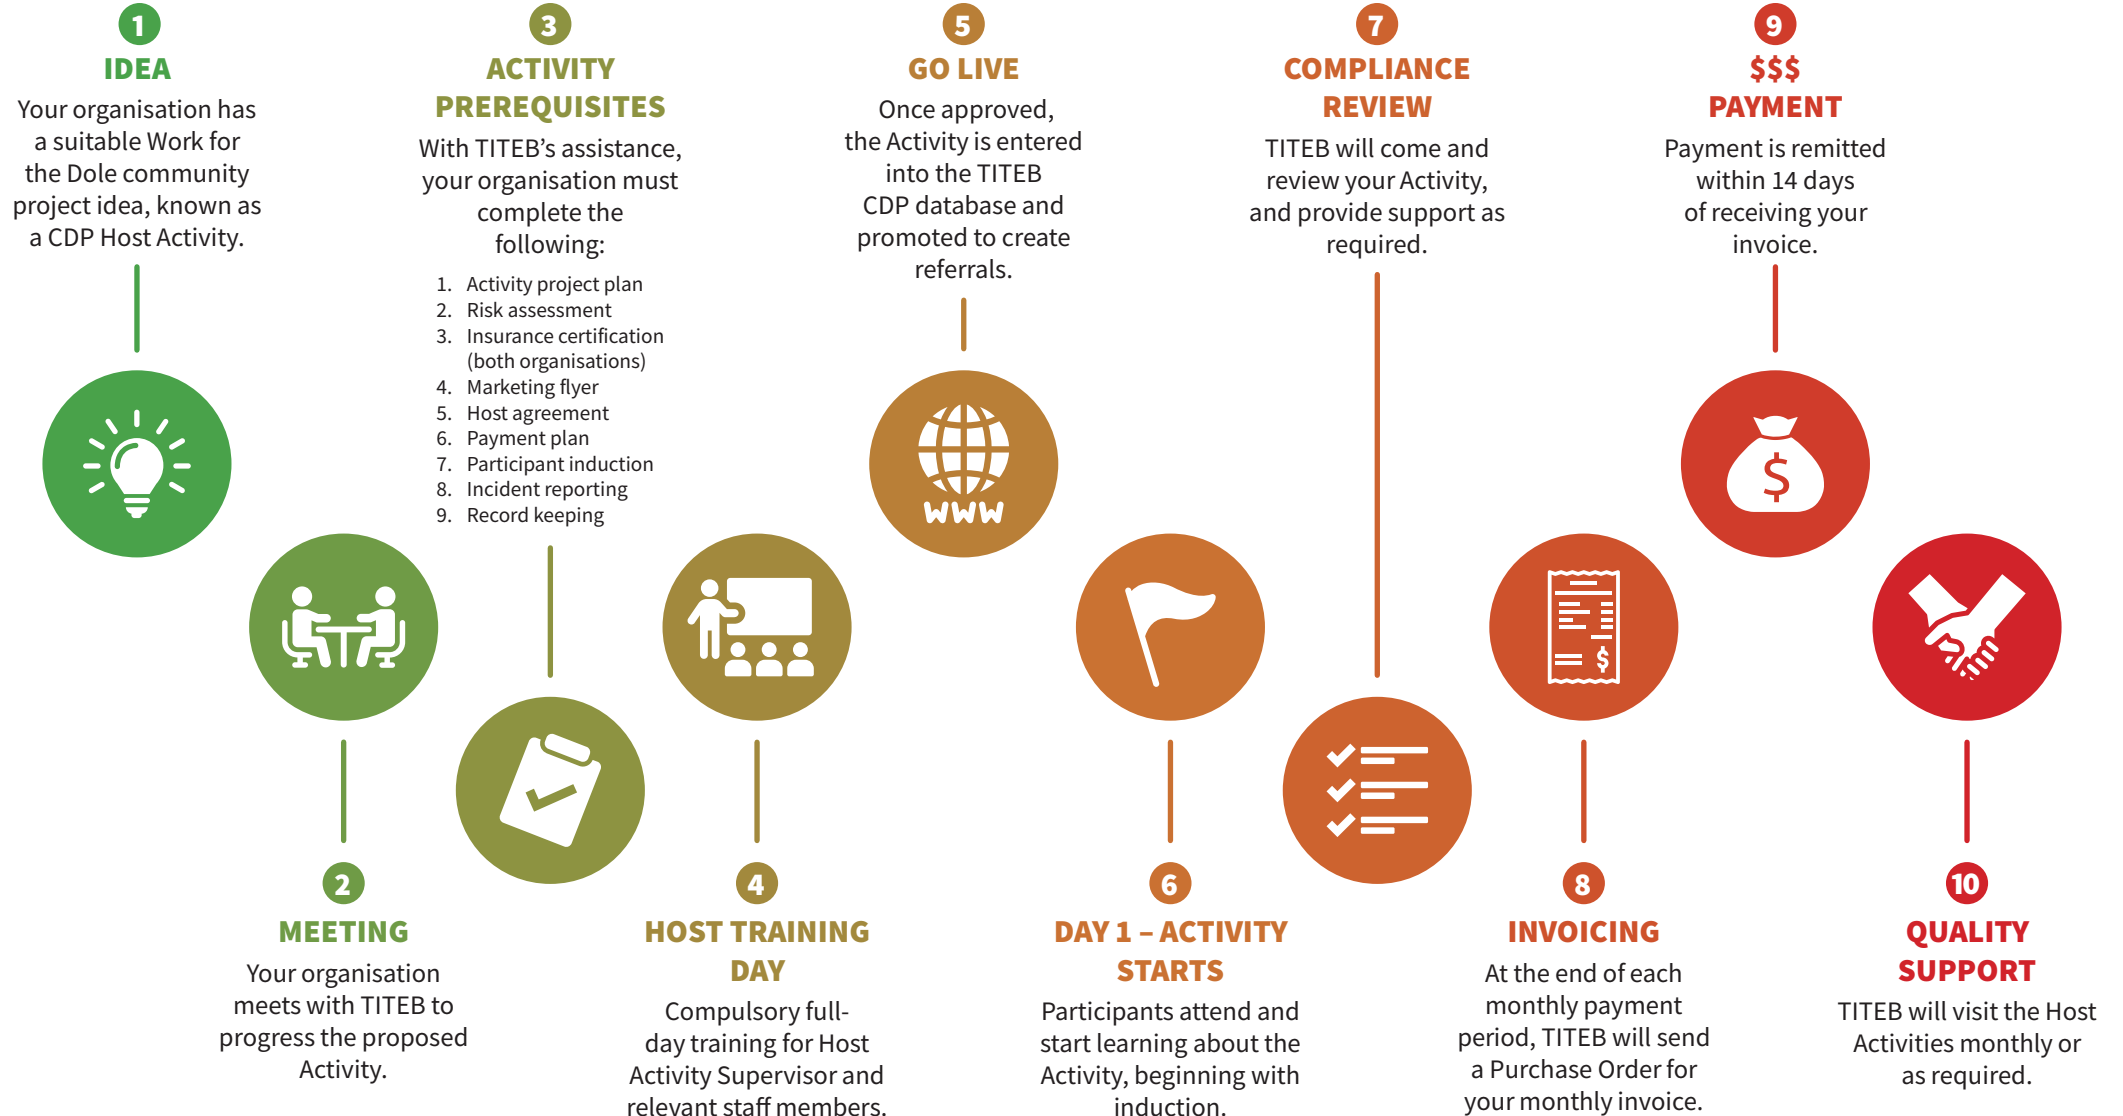 1
IDEA
Your organisation has
a suitable Work for
the Dole community
project idea, known as
a CDP Host Activity.
2
MEETING
Your organisation
meets with TITEB to
progress the proposed
Activity.
3
ACTIVITY
PREREQUISITES
With TITEB’s assistance,
your organisation must
complete the
following:
1. Activity project plan
2. Risk assessment
3. Insurance certification
(both organisations)
4. Marketing flyer
5. Host agreement
6. Payment plan
7. Participant induction
8. Incident reporting
9. Record keeping
4
HOST TRAINING
DAY
Compulsory full-
day training for Host
Activity Supervisor and
relevant staff members.
5
GO LIVE
Once approved,
the Activity is entered
into the TITEB
CDP database and
promoted to create
referrals.
www
6
DAY 1 – ACTIVITY
STARTS
Participants attend and
start learning about the
Activity, beginning with
induction.
7
COMPLIANCE
REVIEW
TITEB will come and
review your Activity,
and provide support as
required.
8
INVOICING
At the end of each
monthly payment
period, TITEB will send
a Purchase Order for
your monthly invoice.
$
9
$$$
PAYMENT
Payment is remitted
within 14 days
of receiving your
invoice.
$
10
QUALITY
SUPPORT
TITEB will visit the Host
Activities monthly or
as required.